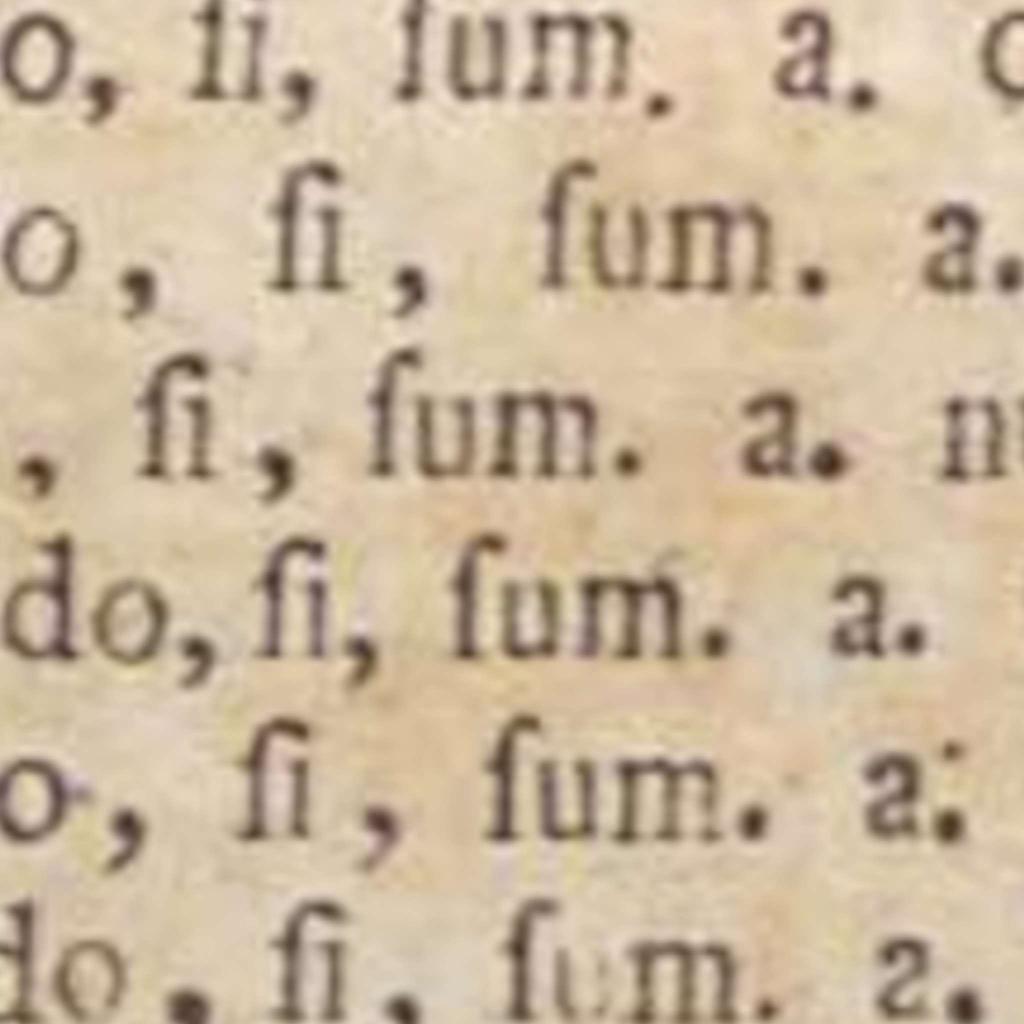 o, ſi, ſum. a.
o, ſi, ſum. a.
, ſi, ſum. a.
do, ſi, ſum. a.
o, ſi, ſum. a.
do, ſi, ſum. a.